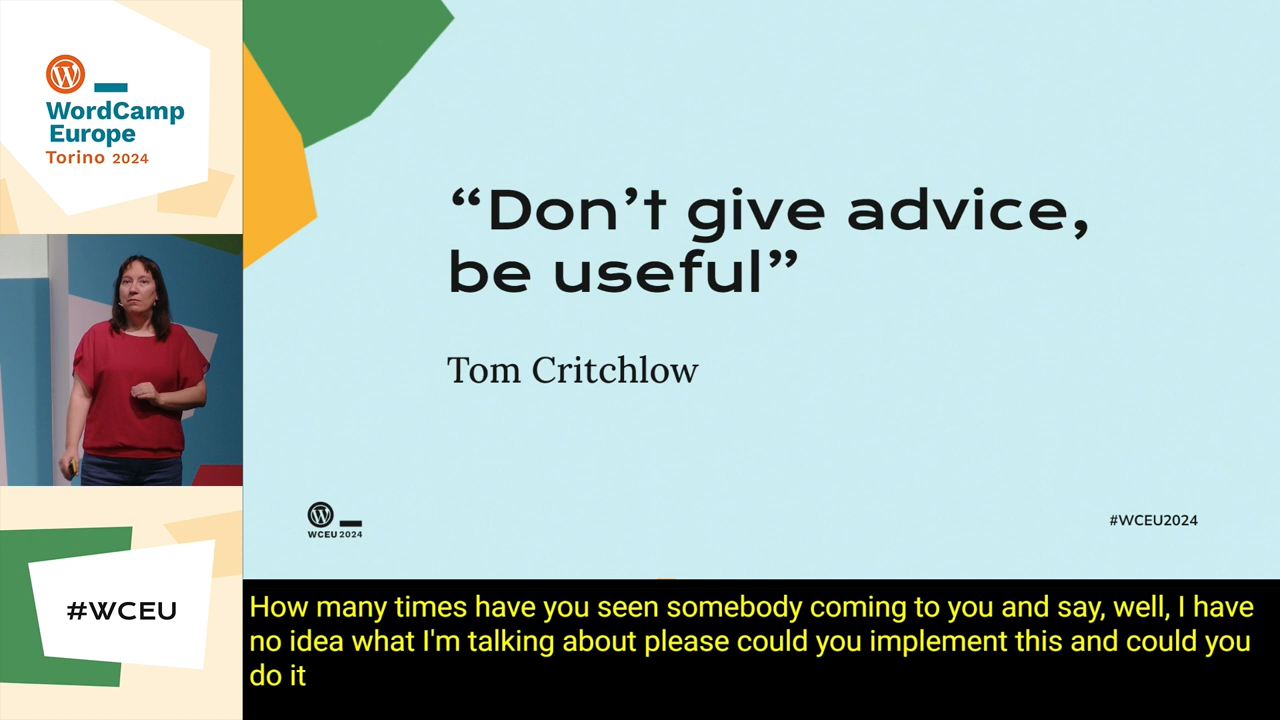 WordCamp
Europe
Torino 2024
“Don’t give advice,
be useful”
Tom Critchlow
WCEU 2024
#WCEU2024
#WCEU
How many times have you seen somebody coming to you and say, well, I have
no idea what I'm talking about please could you implement this and could you
do it